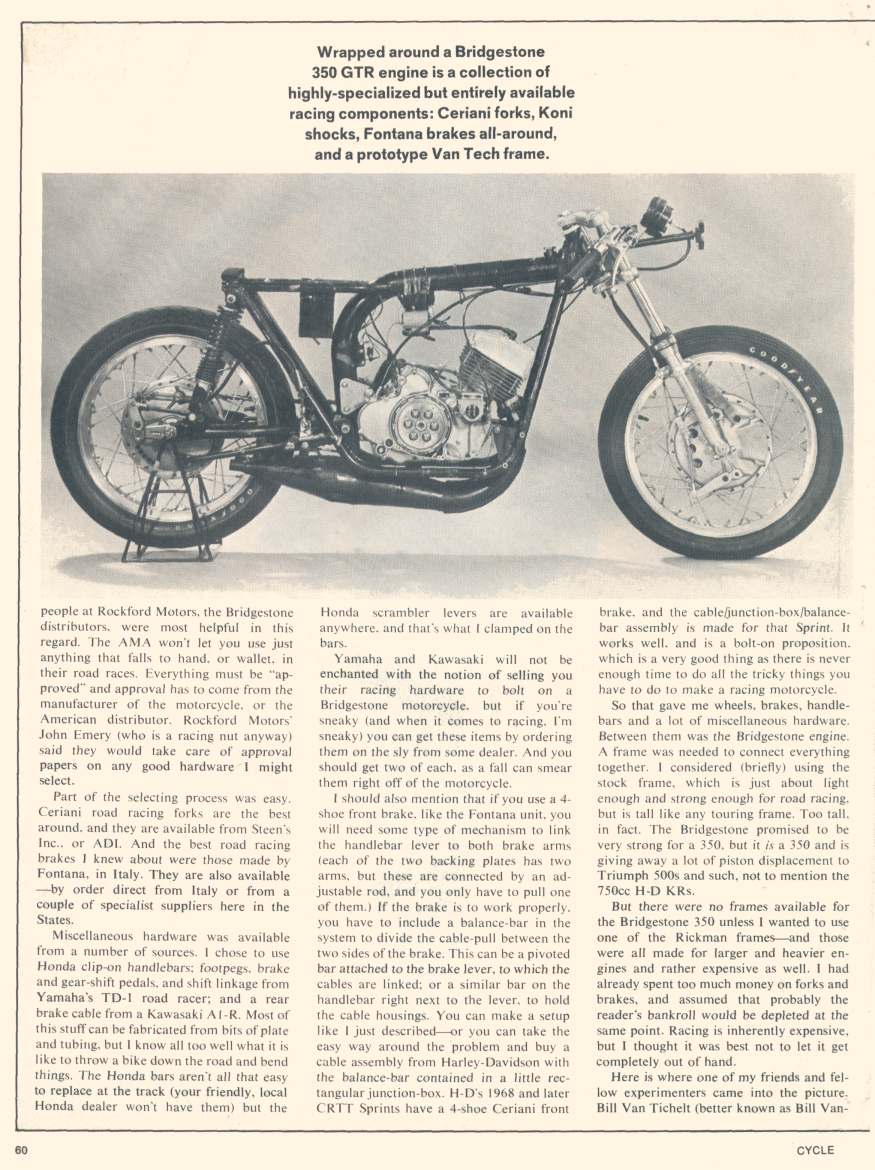 Wrapped around a Bridgestone
350 GTR engine is a collection of
highly-specialized but entirely available
racing components: Ceriani forks, Koni
shocks, Fontana brakes all-around,
and a prototype Van Tech frame.
GOODYEAR
people at Rockford Motors, the Bridgestone
distributors, were most helpful in this
regard. The AMA won't let you use just
anything that falls to hand, or wallet, in
their road races. Everything must be "ap-
proved" and approval has to come from the
manufacturer of the motorcycle, or the
American distributor. Rockford Motors'
John Emery (who is a racing nut anyway)
said they would take care of approval
papers on any good hardware I might
select.
Part of the selecting process was easy.
Ceriani road racing forks are the best
around, and they are available from Steen's
Inc., or ADI. And the best road racing
brakes I knew about were those made by
Fontana, in Italy. They are also available
—by order direct from Italy or from a
couple of specialist suppliers here in the
States.
Miscellaneous hardware was available
from a number of sources. I chose to use
Honda clip-on handlebars; footpegs, brake
and gear-shift pedals, and shift linkage from
Yamaha's TD-1 road racer; and a rear
brake cable from a Kawasaki A1-R. Most of
this stuff can be fabricated from bits of plate
and tubing, but I know all too well what it is
like to throw a bike down the road and bend
things. The Honda bars aren't all that easy
to replace at the track (your friendly, local
Honda dealer won't have them) but the
Honda scrambler levers are available
anywhere, and that's what I clamped on the
bars.
Yamaha and Kawasaki will not be
enchanted with the notion of selling you
their racing hardware to bolt on a
Bridgestone motorcycle, but if you're
sneaky (and when it comes to racing, I'm
sneaky) you can get these items by ordering
them on the sly from some dealer. And you
should get two of each, as a fall can smear
them right off of the motorcycle.
I should also mention that if you use a 4-
shoe front brake, like the Fontana unit, you
will need some type of mechanism to link
the handlebar lever to both brake arms
(each of the two backing plates has two
arms, but these are connected by an ad-
justable rod, and you only have to pull one
of them.) If the brake is to work properly,
you have to include a balance-bar in the
system to divide the cable-pull between the
two sides of the brake. This can be a pivoted
bar attached to the brake lever, to which the
cables are linked; or a similar bar on the
handlebar right next to the lever, to hold
the cable housings. You can make a setup
like I just described—or you can take the
easy way around the problem and buy a
cable assembly from Harley-Davidson with
the balance-bar contained in a little rec-
tangular junction-box. H-D's 1968 and later
CRTT Sprints have a 4-shoe Ceriani front
brake, and the cable/junction-box/balance-
bar assembly is made for that Sprint. It
works well, and is a bolt-on proposition,
which is a very good thing as there is never
enough time to do all the tricky things you
have to do to make a racing motorcycle.
So that gave me wheels, brakes, handle-
bars and a lot of miscellaneous hardware.
Between them was the Bridgestone engine.
A frame was needed to connect everything
together. I considered (briefly) using the
stock frame, which is just about light
enough and strong enough for road racing,
but is tall like any touring frame. Too tall,
in fact. The Bridgestone promised to be
very strong for a 350, but it is a 350 and is
giving away a lot of piston displacement to
Triumph 500s and such, not to mention the
750cc H-D KRs.
But there were no frames available for
the Bridgestone 350 unless I wanted to use
one of the Rickman frames—and those
were all made for larger and heavier en-
gines and rather expensive as well. I had
already spent too much money on forks and
brakes, and assumed that probably the
reader's bankroll would be depleted at the
same point. Racing is inherently expensive,
but I thought it was best not to let it get
completely out of hand.
Here is where one of my friends and fel-
low experimenters came into the picture.
Bill Van Tichelt (better known as Bill Van-
60
CYCLE